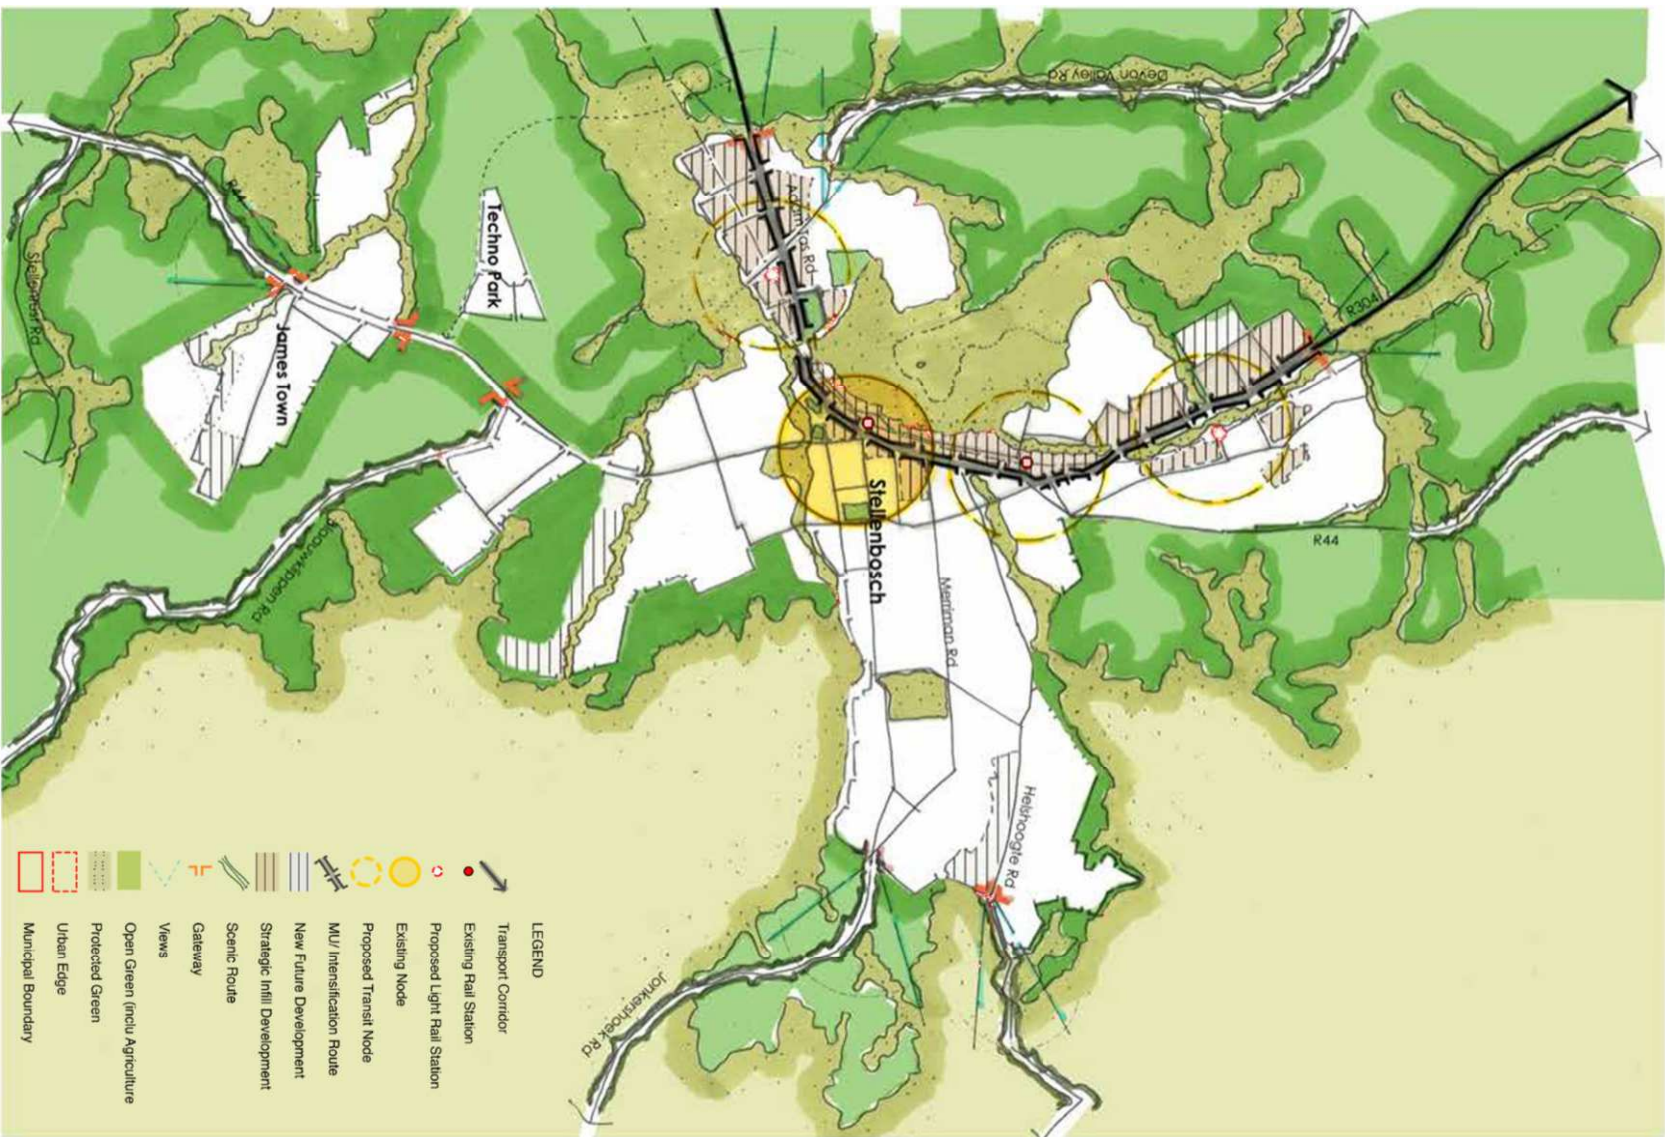 Devon Valley Rd
R44
Techno Park
Adam Tas Rd
R304
Stellentia Rd
James Town
Stellenbosch
R44
Merriman Rd
Blaauwklippen Rd
Helshoogte Rd
Jonkershoek Rd
LEGEND
Transport Corridor
Existing Rail Station
Proposed Light Rail Station
Existing Node
Proposed Transit Node
MU/ Intensification Route
New Future Development
Strategic Infill Development
Scenic Route
Gateway
Views
Open Green (inclu Agriculture
Protected Green
Urban Edge
Municipal Boundary